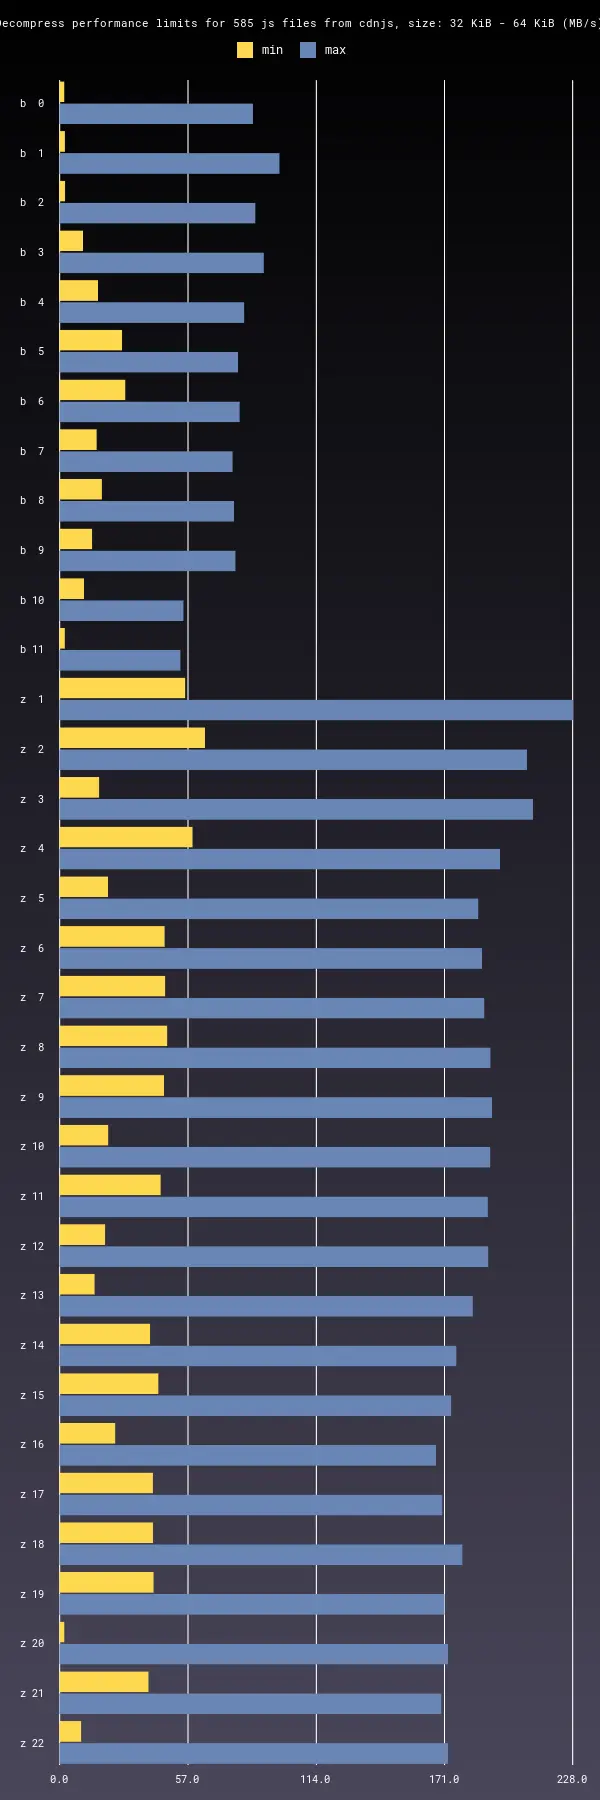 ecompress performance limits for 585 js files from cdnjs, size: 32 KiB - 64 KiB (MB/s)
min max
b 0
b 1
b 2
b 3
b 4
b 5
b 6
b 7
b 8
b 9
b 10
b 11
z 1
z 2
z 3
z 4
z 5
z 6
z 7
z 8
z 9
z 10
z 11
z 12
z 13
z 14
z 15
z 16
z 17
z 18
z 19
z 20
z 21
z 22
0.0 57.0 114.0 171.0 228.0